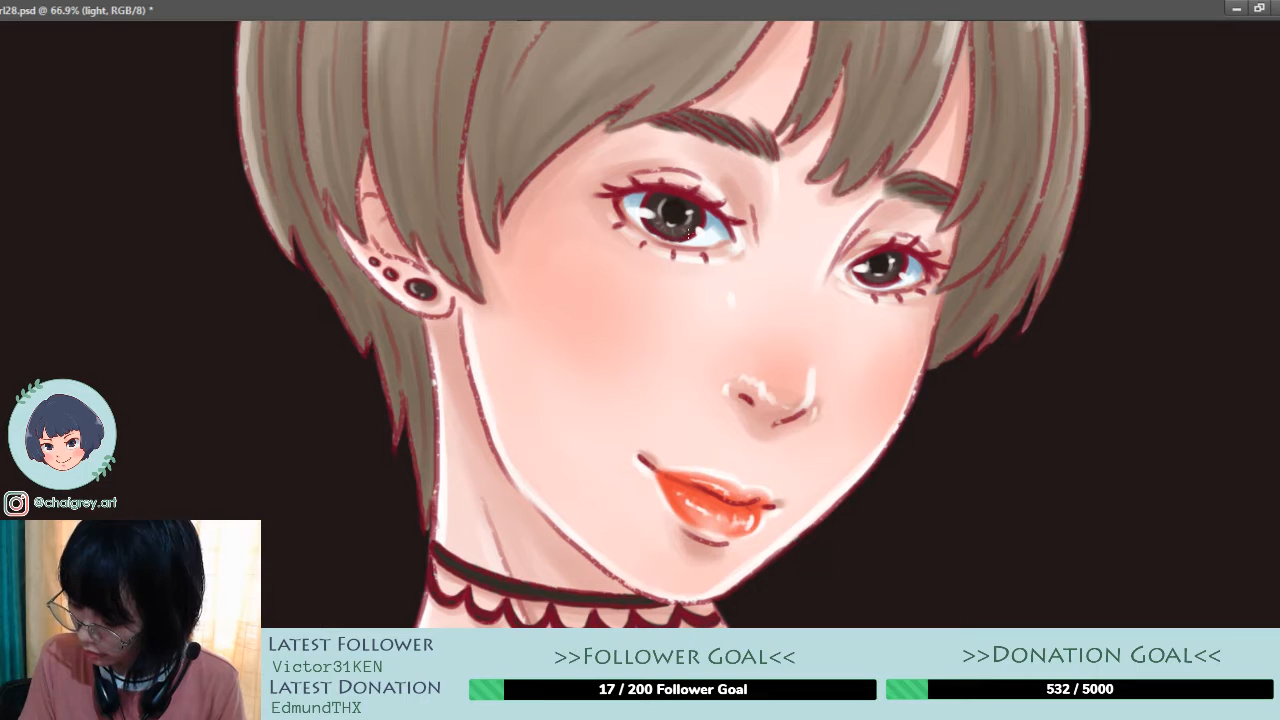 rl28.psd @ 66.9% (light, RGB/8) *
@chaigrey.art
Latest Follower
Victor31KEN
Latest Donation
EdmundTHX
>>Follower Goal<<
17 / 200 Follower Goal
>>Donation Goal<<
532 / 5000